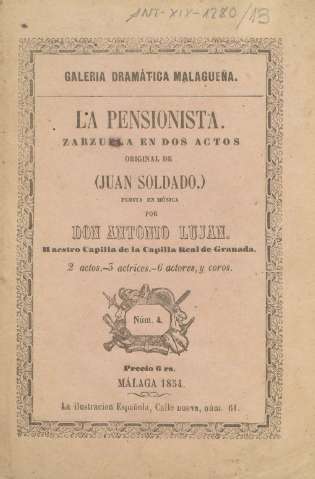 ANT-XIX-1280/13
GALERIA DRAMÁTICA MALAGUEÑA.
LA PENSIONISTA.
ZARZUELA EN DOS ACTOS
ORIGINAL DE
(JUAN SOLDADO.)
PUESTA EN MÚSICA
POR
DON ANTONIO LUJAN.
Maestro Capilla de la Capilla Real de Granada.
2 actos.-5 actrices.-6 actores, y coros.
Núm. 4.
Precio 6 rs.
MÁLAGA 1854.
La ilustracion Española, Calle nueva, núm. 61.